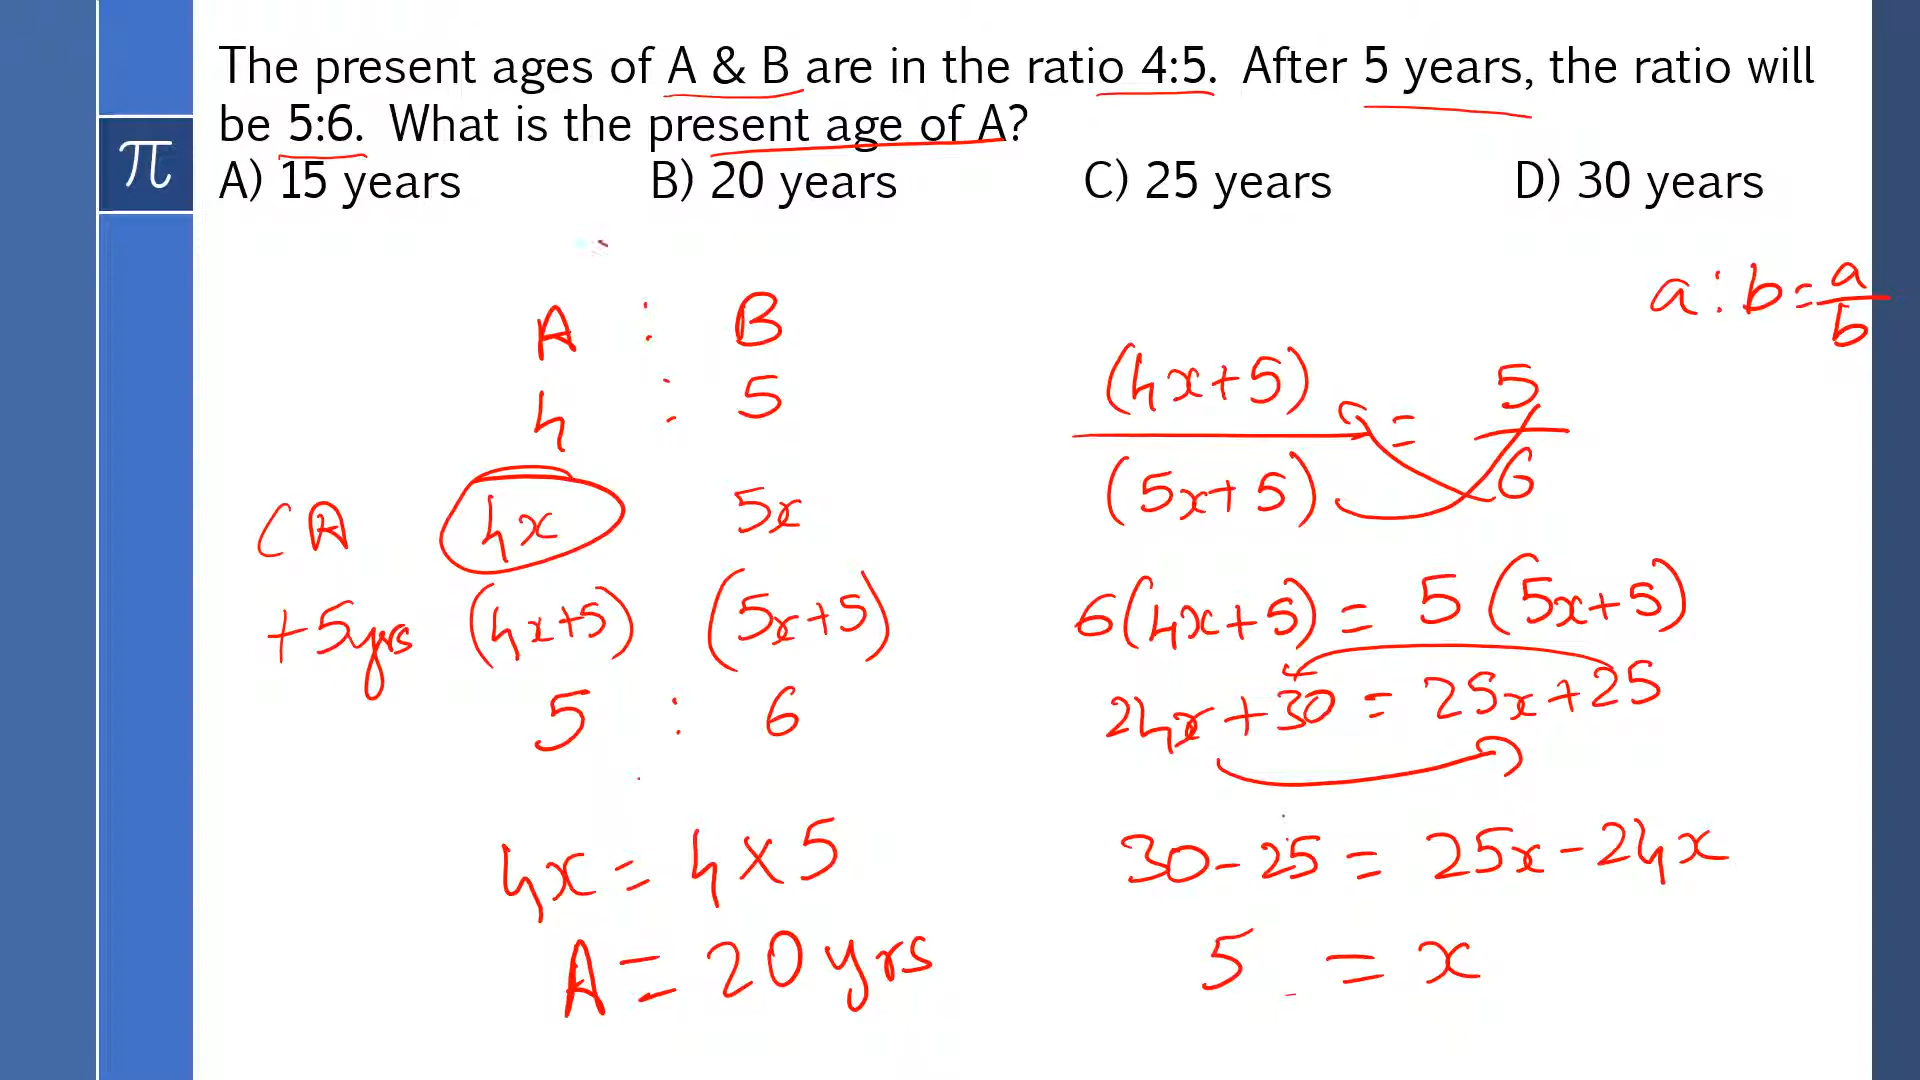 The present ages of A & B are in the ratio 4:5. After 5 years, the ratio will
be 5:6. What is the present age of A?
A) 15 years B) 20 years C) 25 years D) 30 years
π
a : b = a/b
A : B
4 : 5
CA 4x 5x
+5yrs (4x+5) (5x+5)
5 : 6
4x = 4 × 5
A = 20 yrs
(4x+5)/(5x+5) = 5/6
6(4x+5) = 5(5x+5)
24x+30 = 25x+25
30-25 = 25x-24x
5 = x